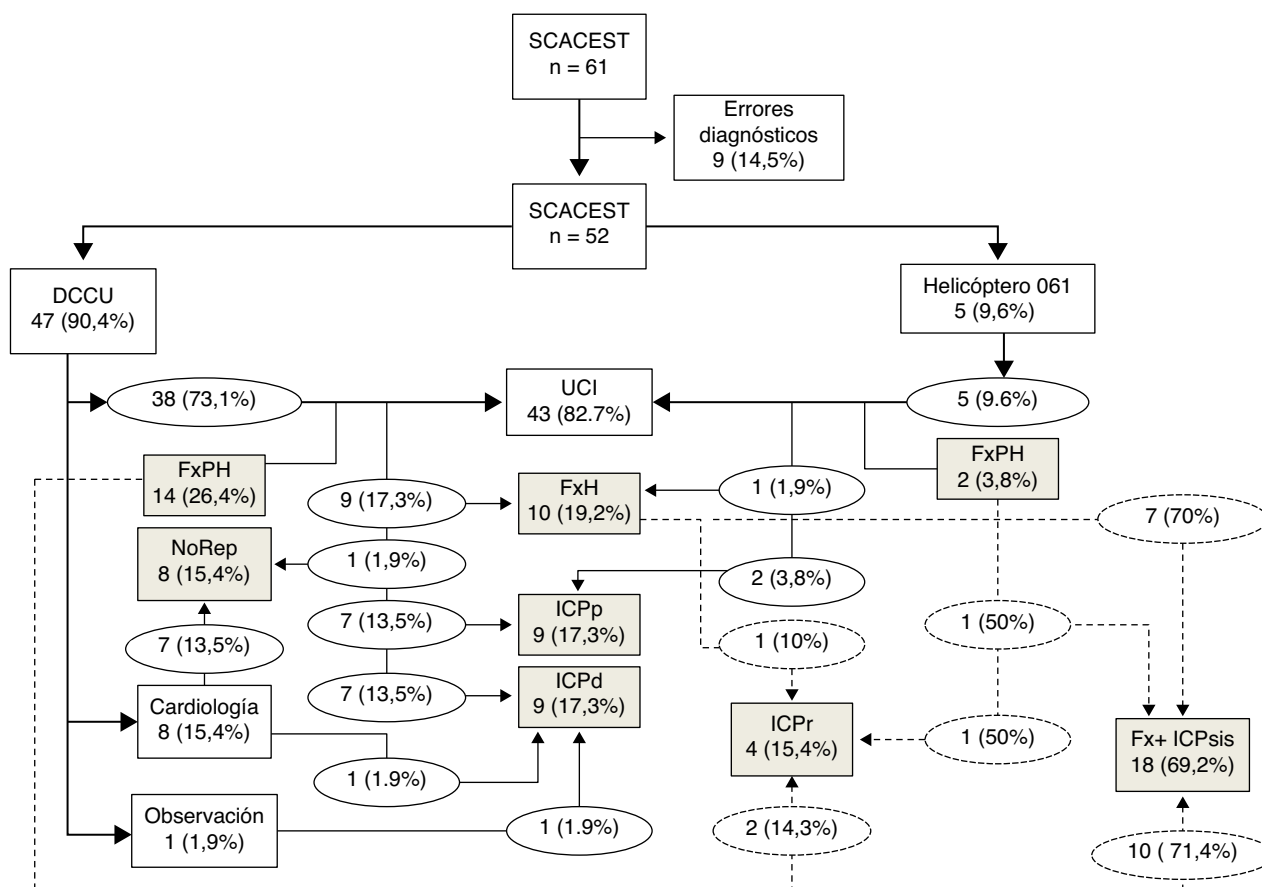 SCACEST
n = 61
Errores
diagnósticos
9 (14,5%)
SCACEST
n = 52
DCCU
47 (90,4%)
Helicóptero 061
5 (9,6%)
38 (73,1%)
UCI
43 (82.7%)
5 (9.6%)
FxPH
14 (26,4%)
9 (17,3%)
FxH
10 (19,2%)
1 (1,9%)
FxPH
2 (3,8%)
7 (70%)
NoRep
8 (15,4%)
1 (1,9%)
2 (3,8%)
7 (13,5%)
7 (13,5%)
ICPp
9 (17,3%)
1 (10%)
1 (50%)
Cardiología
8 (15,4%)
7 (13,5%)
ICPd
9 (17,3%)
ICPr
4 (15,4%)
1 (50%)
Fx+ ICPsis
18 (69,2%)
1 (1.9%)
Observación
1 (1,9%)
1 (1.9%)
2 (14,3%)
10 ( 71,4%)